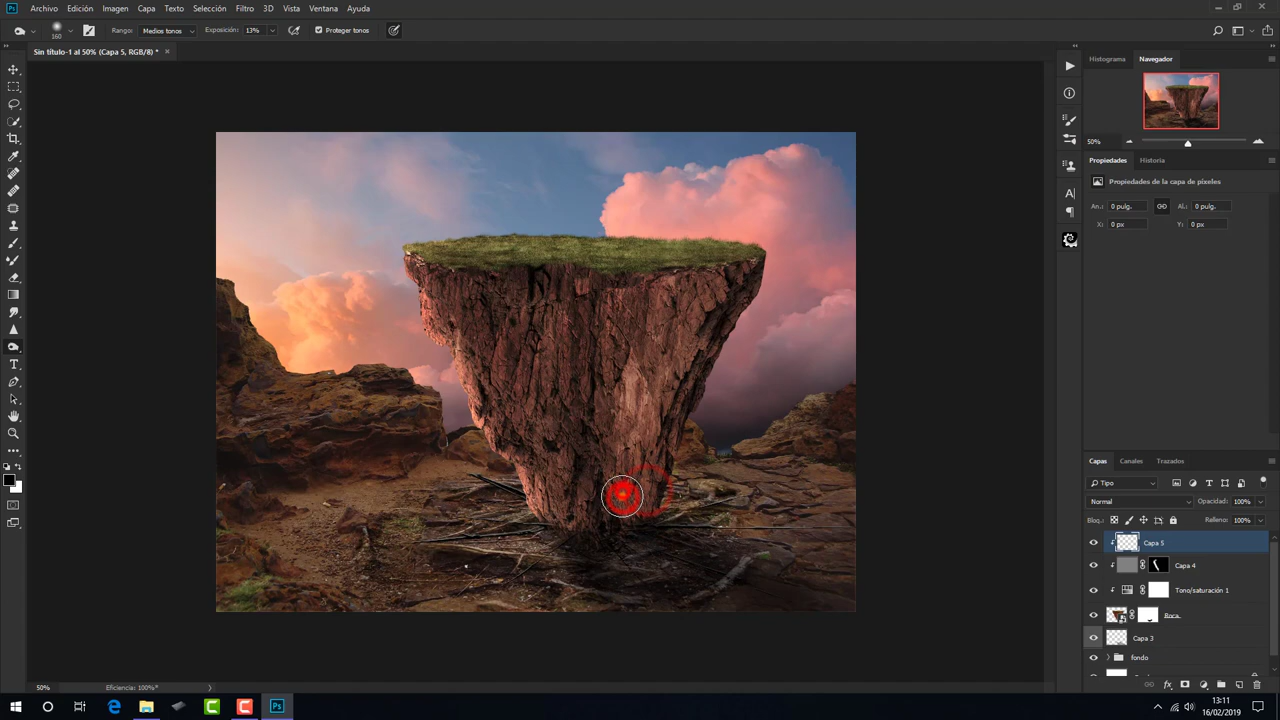 Ps Archivo Edición Imagen Capa Texto Selección Filtro 3D Vista Ventana Ayuda
160 Rango: Medios tonos Exposición: 13% Proteger tonos
Sin título-1 al 50% (Capa 5, RGB/8) *
Histograma Navegador
50%
Propiedades Historia
Propiedades de la capa de píxeles
An.: 0 pulg. Al.: 0 pulg.
X: 0 px Y: 0 px
Capas Canales Trazados
Tipo
Normal Opacidad: 100%
Bloq.: Relleno: 100%
Capa 5
Capa 4
Tono/saturación 1
Roca
Capa 3
fondo
50% Eficiencia: 100%*
13:11
16/02/2019